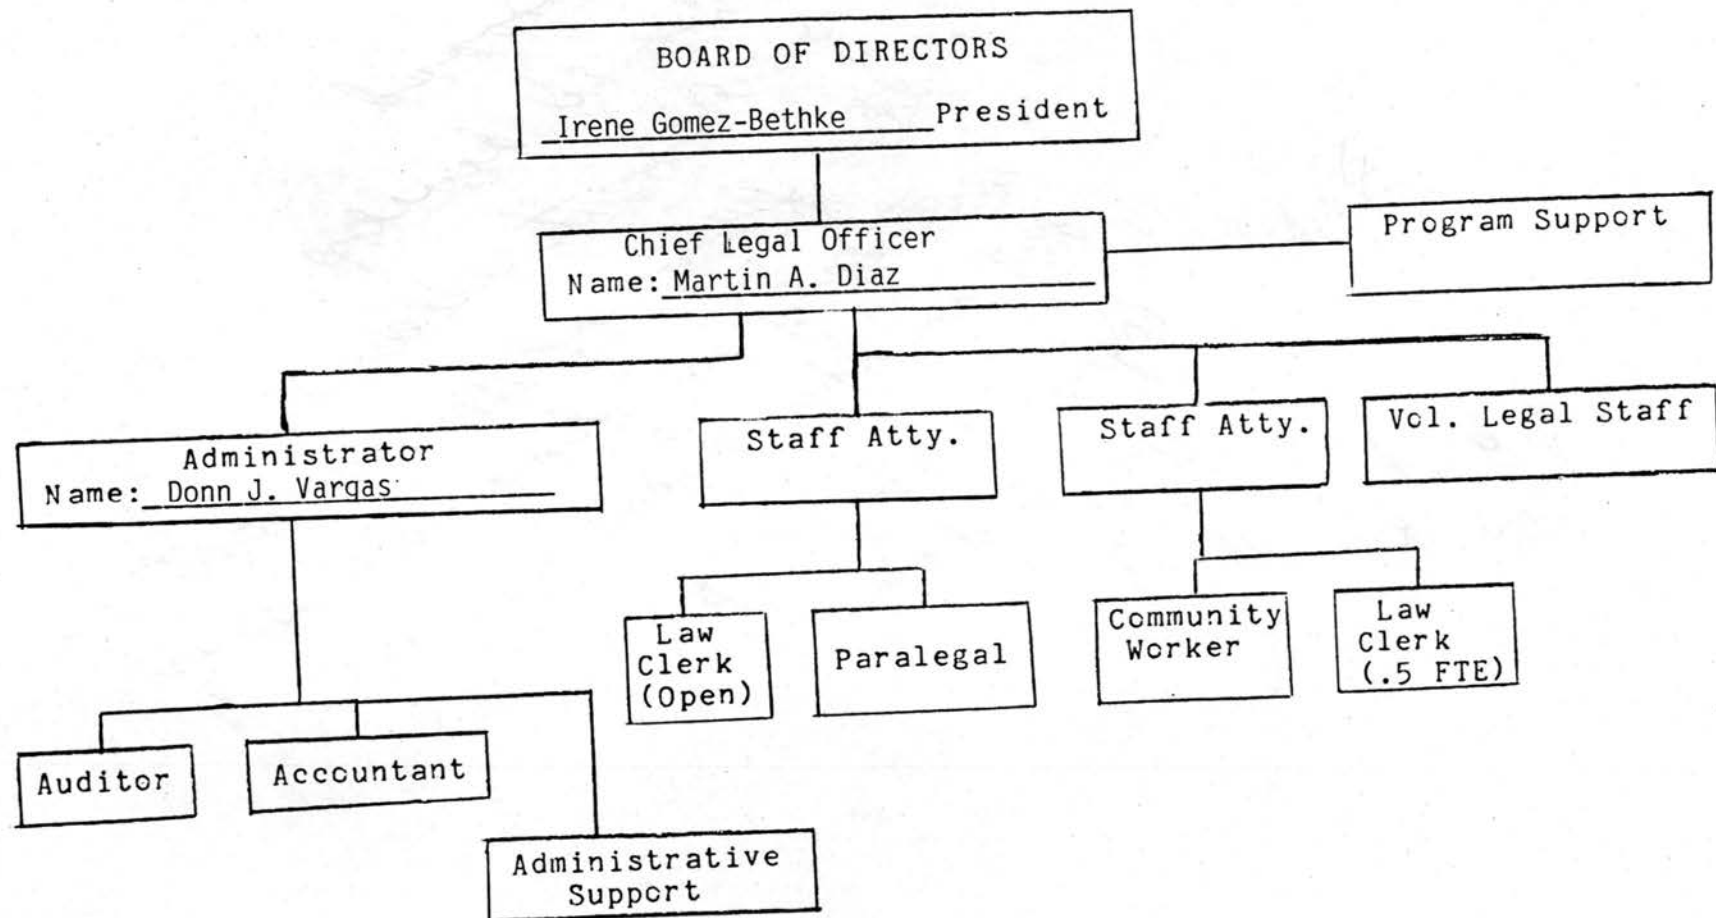 BOARD OF DIRECTORS
Irene Gomez-Bethke President
Chief Legal Officer
Name: Martin A. Diaz
Program Support
Administrator
Name: Donn J. Vargas
Staff Atty.
Staff Atty.
Vol. Legal Staff
Law
Clerk
(Open)
Paralegal
Community
Worker
Law
Clerk
(.5 FTE)
Auditor
Accountant
Administrative
Support